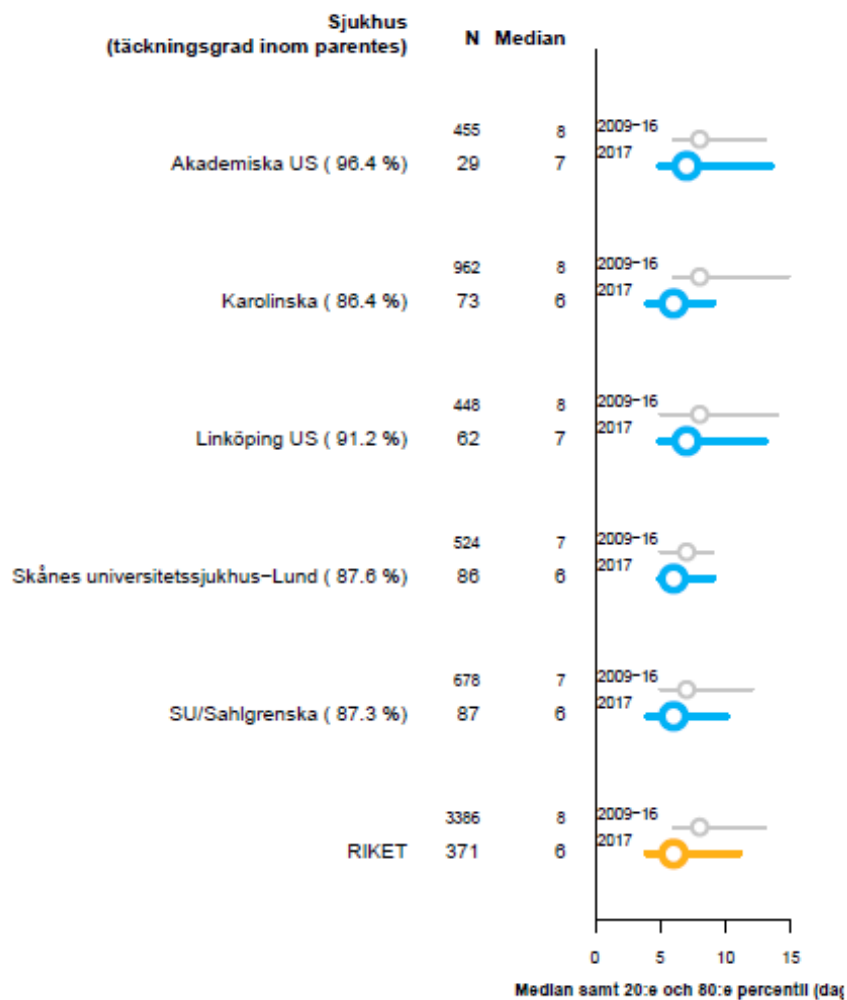 Sjukhus
(täckningsgrad inom parentes) N Median
455 8 2009-16
Akademiska US ( 96.4 %) 29 7 2017
962 8 2009-16
Karolinska ( 86.4 %) 73 6 2017
448 8 2009-16
Linköping US ( 91.2 %) 62 7 2017
524 7 2009-16
Skånes universitetssjukhus-Lund ( 87.6 %) 86 6 2017
678 7 2009-16
SU/Sahlgrenska ( 87.3 %) 87 6 2017
3386 8 2009-16
RIKET 371 6 2017
0 5 10 15
Median samt 20:e och 80:e percentil (dag